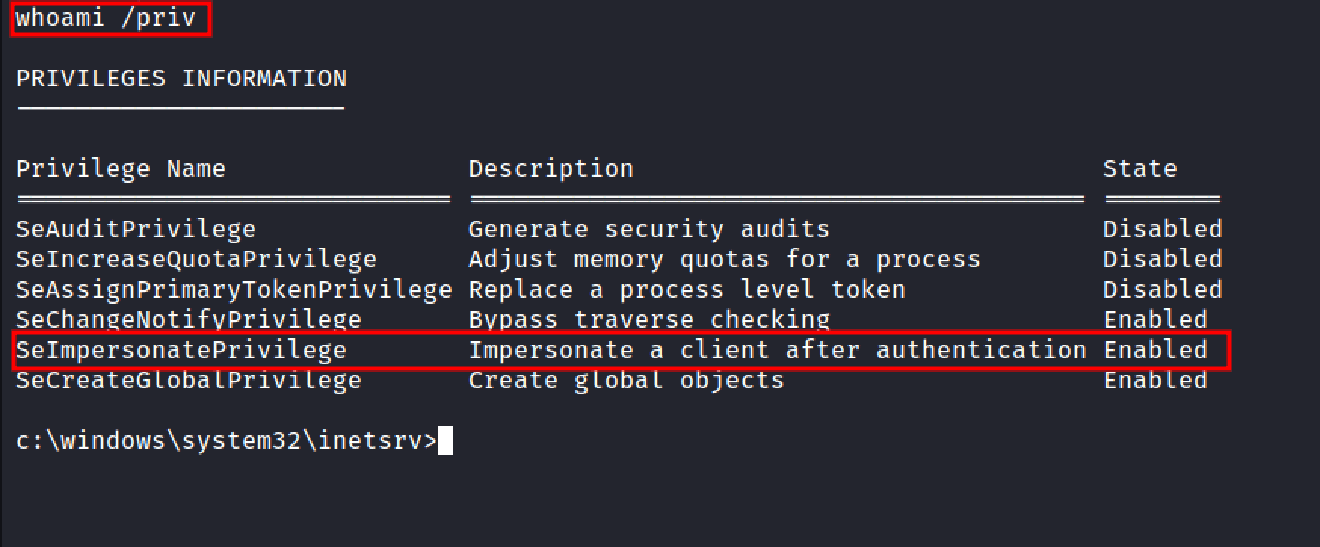 whoami /priv
PRIVILEGES INFORMATION
Privilege Name Description State
SeAuditPrivilege Generate security audits Disabled
SeIncreaseQuotaPrivilege Adjust memory quotas for a process Disabled
SeAssignPrimaryTokenPrivilege Replace a process level token Disabled
SeChangeNotifyPrivilege Bypass traverse checking Enabled
SeImpersonatePrivilege Impersonate a client after authentication Enabled
SeCreateGlobalPrivilege Create global objects Enabled
c:\windows\system32\inetsrv>